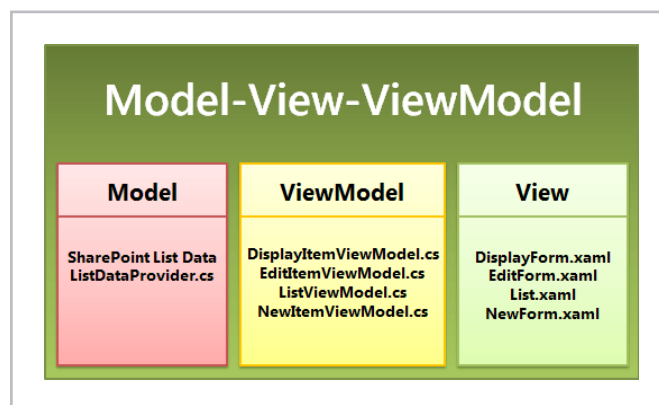 Model-View-ViewModel
Model
SharePoint List Data
ListDataProvider.cs
ViewModel
DisplayItemViewModel.cs
EditItemViewModel.cs
ListViewModel.cs
NewItemViewModel.cs
View
DisplayForm.xaml
EditForm.xaml
List.xaml
NewForm.xaml